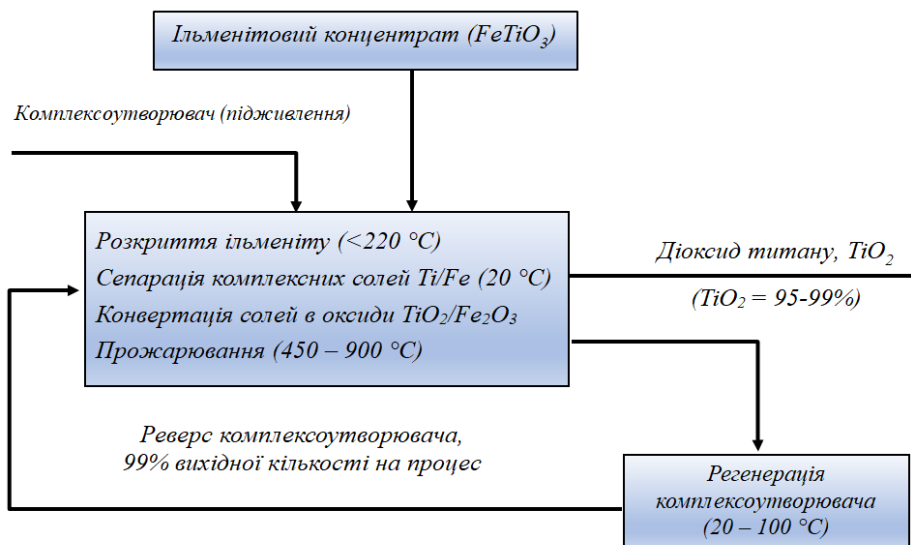 Ільменітовий концентрат (FeTiO₃)
Комплексоутворювач (підживлення)
Розкриття ільменіту (<220 °C)
Сепарація комплексних солей Ti/Fe (20 °C)
Конвертація солей в оксиди TiO₂/Fe₂O₃
Прожарювання (450 – 900 °C)
Діоксид титану, TiO₂
(TiO₂ = 95-99%)
Реверс комплексоутворювача,
99% вихідної кількості на процес
Регенерація
комплексоутворювача
(20 – 100 °C)